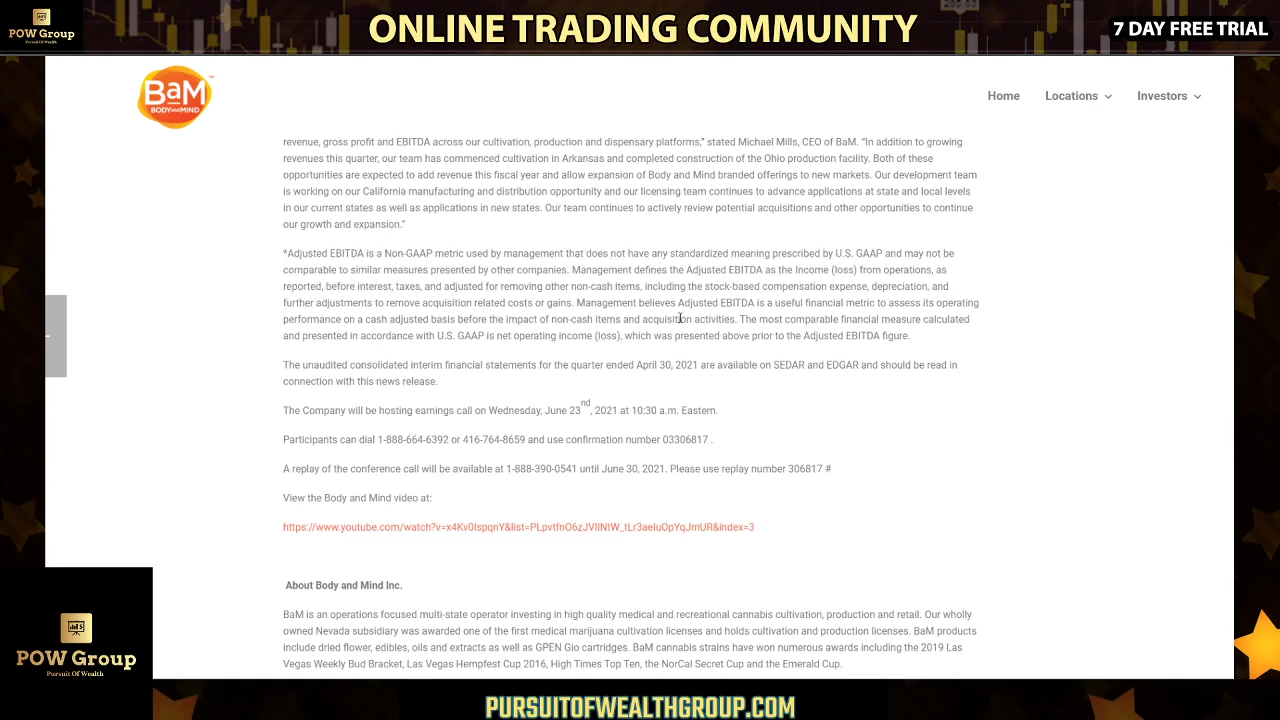 POW Group
Pursuit Of Wealth
ONLINE TRADING COMMUNITY
7 DAY FREE TRIAL
BaM
BODY and MIND
Home
Locations
Investors
revenue, gross profit and EBITDA across our cultivation, production and dispensary platforms,” stated Michael Mills, CEO of BaM. “In addition to growing
revenues this quarter, our team has commenced cultivation in Arkansas and completed construction of the Ohio production facility. Both of these
opportunities are expected to add revenue this fiscal year and allow expansion of Body and Mind branded offerings to new markets. Our development team
is working on our California manufacturing and distribution opportunity and our licensing team continues to advance applications at state and local levels
in our current states as well as applications in new states. Our team continues to actively review potential acquisitions and other opportunities to continue
our growth and expansion.”
*Adjusted EBITDA is a Non-GAAP metric used by management that does not have any standardized meaning prescribed by U.S. GAAP and may not be
comparable to similar measures presented by other companies. Management defines the Adjusted EBITDA as the Income (loss) from operations, as
reported, before interest, taxes, and adjusted for removing other non-cash items, including the stock-based compensation expense, depreciation, and
further adjustments to remove acquisition related costs or gains. Management believes Adjusted EBITDA is a useful financial metric to assess its operating
performance on a cash adjusted basis before the impact of non-cash items and acquisition activities. The most comparable financial measure calculated
and presented in accordance with U.S. GAAP is net operating income (loss), which was presented above prior to the Adjusted EBITDA figure.
The unaudited consolidated interim financial statements for the quarter ended April 30, 2021 are available on SEDAR and EDGAR and should be read in
connection with this news release.
The Company will be hosting earnings call on Wednesday, June 23nd, 2021 at 10:30 a.m. Eastern.
Participants can dial 1-888-664-6392 or 416-764-8659 and use confirmation number 03306817 .
A replay of the conference call will be available at 1-888-390-0541 until June 30, 2021. Please use replay number 306817 #
View the Body and Mind video at:
https://www.youtube.com/watch?v=x4Kv0IspqnY&list=PLpvtfnO6zJVIlNtW_tLr3aeIuOpYqJmUR&index=3
About Body and Mind Inc.
BaM is an operations focused multi-state operator investing in high quality medical and recreational cannabis cultivation, production and retail. Our wholly
owned Nevada subsidiary was awarded one of the first medical marijuana cultivation licenses and holds cultivation and production licenses. BaM products
include dried flower, edibles, oils and extracts as well as GPEN Gio cartridges. BaM cannabis strains have won numerous awards including the 2019 Las
Vegas Weekly Bud Bracket, Las Vegas Hempfest Cup 2016, High Times Top Ten, the NorCal Secret Cup and the Emerald Cup.
POW Group
Pursuit Of Wealth
PURSUITOFWEALTHGROUP.COM